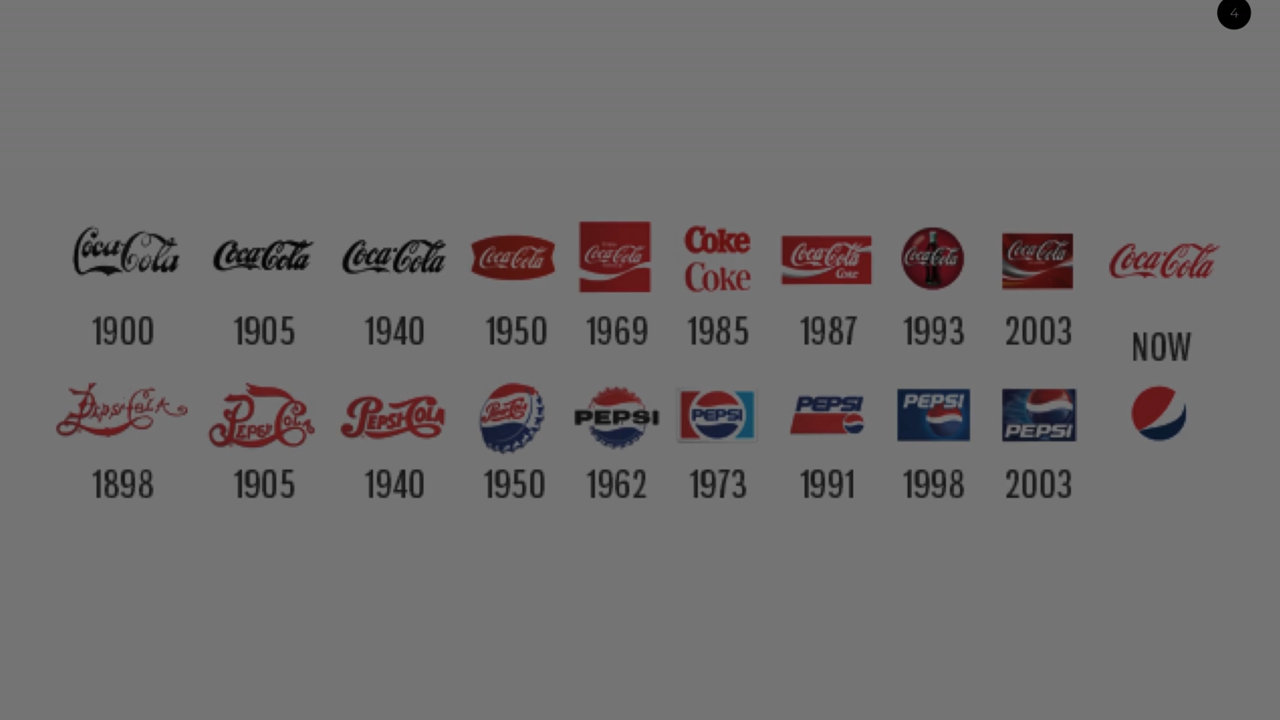 4
Coca-Cola Coca-Cola Coca-Cola Coca-Cola Coca-Cola Coke Coca-Cola Coca-Cola Coca-Cola Coca-Cola
Coke Coke
1900 1905 1940 1950 1969 1985 1987 1993 2003
NOW
Pepsi-Cola Pepsi-Cola Pepsi-Cola Pepsi-Cola PEPSI PEPSI PEPSI PEPSI PEPSI
1898 1905 1940 1950 1962 1973 1991 1998 2003